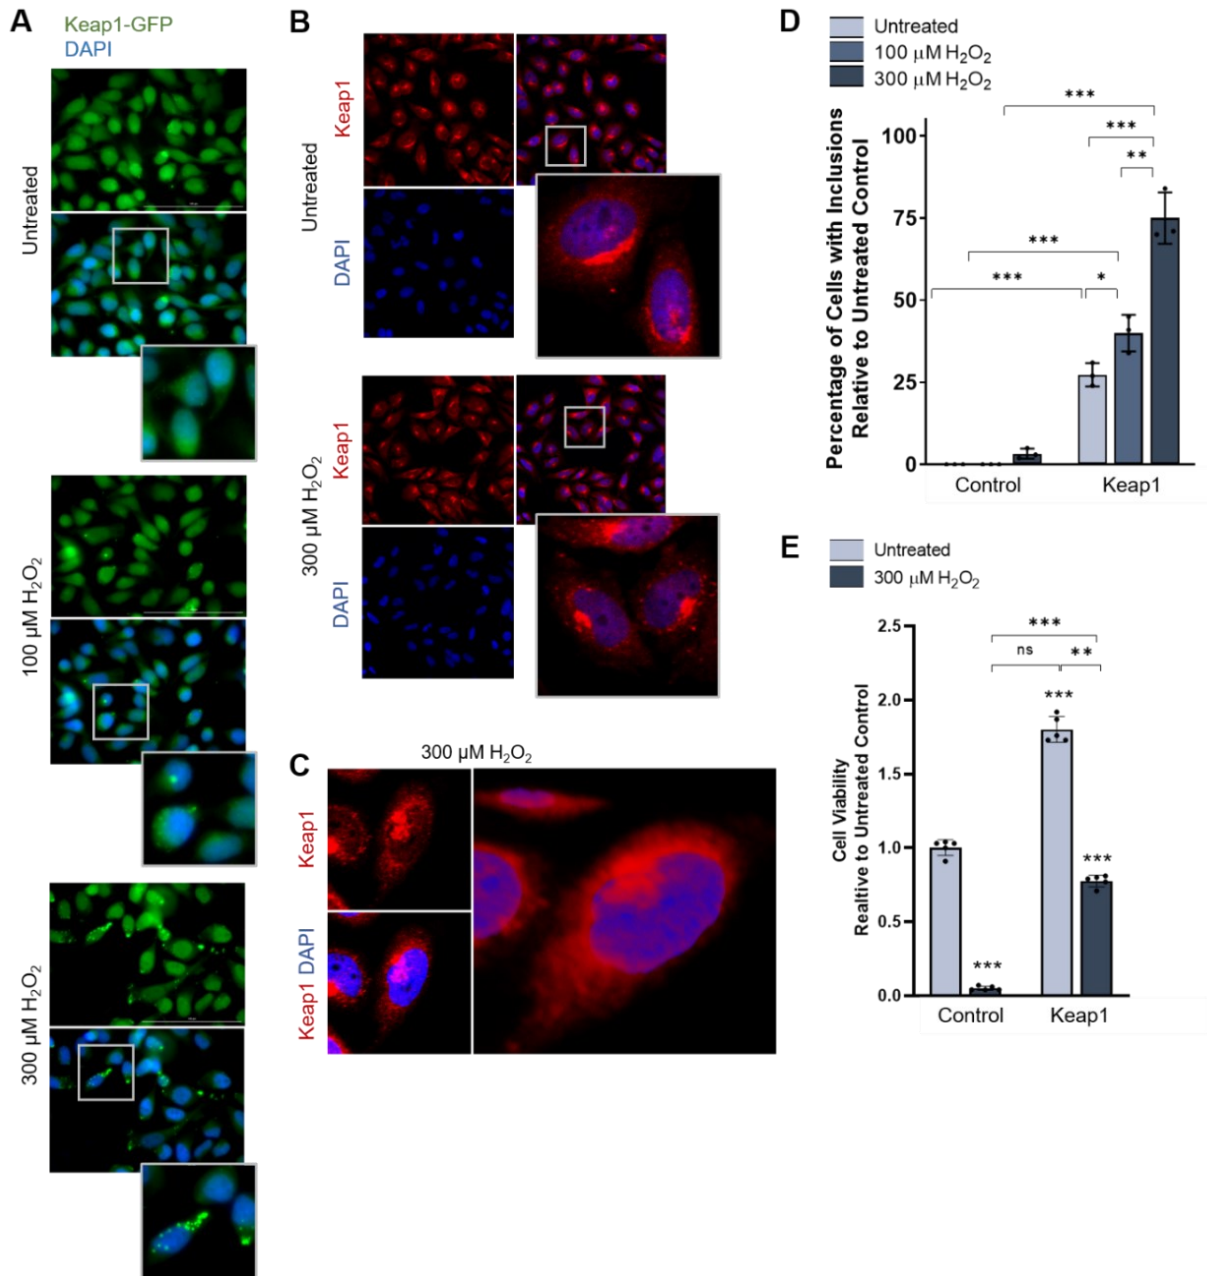 A
Keap1-GFP
DAPI
Untreated
100 µM H₂O₂
300 µM H₂O₂
B
Untreated
Keap1
DAPI
300 µM H₂O₂
Keap1
DAPI
C
300 µM H₂O₂
Keap1
Keap1 DAPI
D
Untreated
100 µM H₂O₂
300 µM H₂O₂
Percentage of Cells with Inclusions
Relative to Untreated Control
100
75
50
25
0
***
***
**
***
***
*
Control
Keap1
E
Untreated
300 µM H₂O₂
Cell Viability
Realtive to Untreated Control
2.5
2.0
1.5
1.0
0.5
0.0
***
ns
**
***
***
***
Control
Keap1